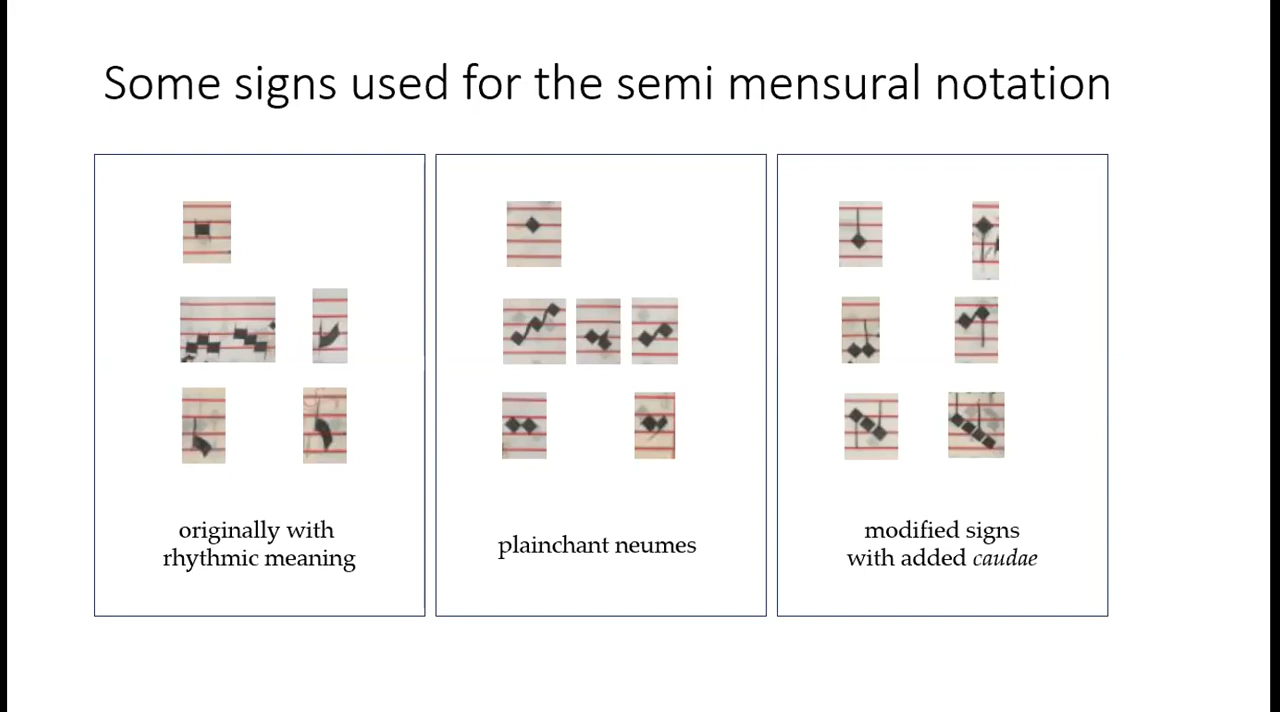 Some signs used for the semi mensural notation
originally with
rhythmic meaning
plainchant neumes
modified signs
with added caudae